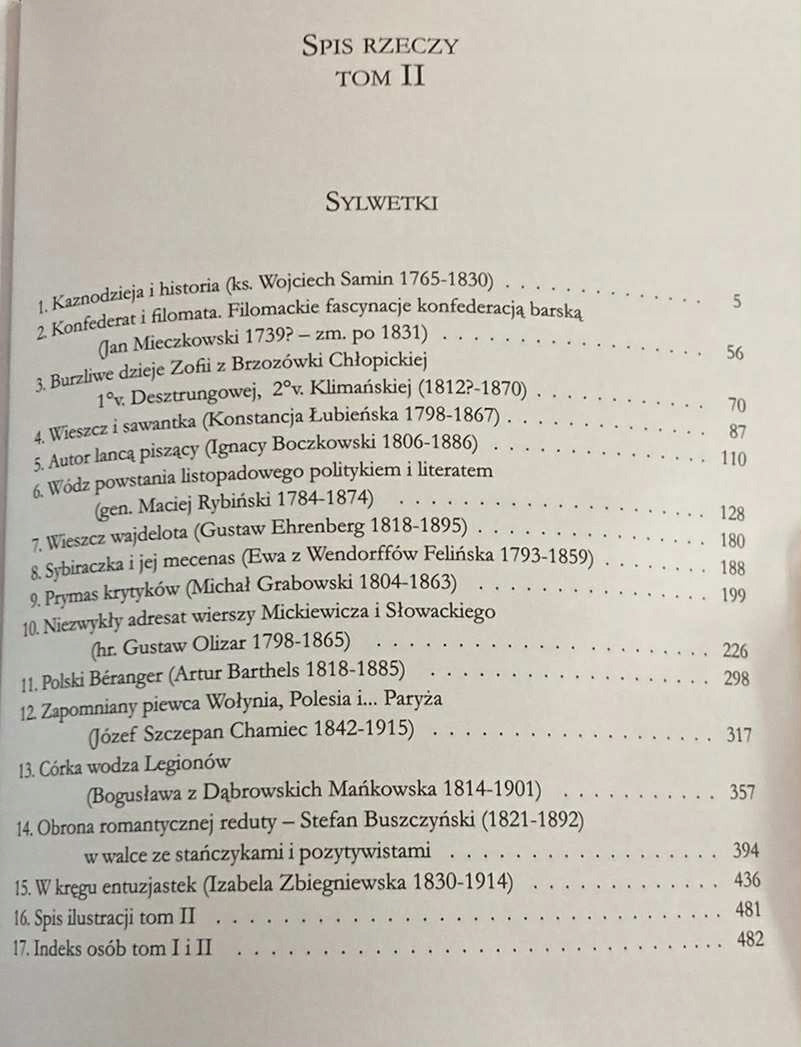 SPIS RZECZY
TOM II
SYLWETKI
1. Kaznodzieja i historia (ks. Wojciech Samin 1765-1830) . . . . . . . . . . . . . 5
2. Konfederat i filomata. Filomackie fascynacje konfederacją barską
(Jan Mieczkowski 1739? – zm. po 1831) . . . . . . . . . . . . . . . . . 56
3. Burzliwe dzieje Zofii z Brzozówki Chłopickiej
1°v. Desztrungowej, 2°v. Klimańskiej (1812?-1870) . . . . . . . . . . . 70
4. Wieszcz i sawantka (Konstancja Łubieńska 1798-1867) . . . . . . . . . . . . . 87
5. Autor lancą piszący (Ignacy Boczkowski 1806-1886) . . . . . . . . . . . . . . 110
6. Wódz powstania listopadowego politykiem i literatem
(gen. Maciej Rybiński 1784-1874) . . . . . . . . . . . . . . . . . . . 128
7. Wieszcz wajdelota (Gustaw Ehrenberg 1818-1895) . . . . . . . . . . . . . . . 180
8. Sybiraczka i jej mecenas (Ewa z Wendorffów Felińska 1793-1859) . . . . . . . 188
9. Prymas krytyków (Michał Grabowski 1804-1863) . . . . . . . . . . . . . . . 199
10. Niezwykły adresat wierszy Mickiewicza i Słowackiego
(hr. Gustaw Olizar 1798-1865) . . . . . . . . . . . . . . . . . . . 226
11. Polski Béranger (Artur Barthels 1818-1885) . . . . . . . . . . . . . . . . . 298
12. Zapomniany piewca Wołynia, Polesia i... Paryża
(Józef Szczepan Chamiec 1842-1915) . . . . . . . . . . . . . . . . . 317
13. Córka wodza Legionów
(Bogusława z Dąbrowskich Mańkowska 1814-1901) . . . . . . . . . . 357
14. Obrona romantycznej reduty – Stefan Buszczyński (1821-1892)
w walce ze stańczykami i pozytywistami . . . . . . . . . . . . . . . . . 394
15. W kręgu entuzjastek (Izabela Zbiegniewska 1830-1914) . . . . . . . . . . . . 436
16. Spis ilustracji tom II . . . . . . . . . . . . . . . . . . . . . . . . . . . . . . 481
17. Indeks osób tom I i II . . . . . . . . . . . . . . . . . . . . . . . . . . . . . 482